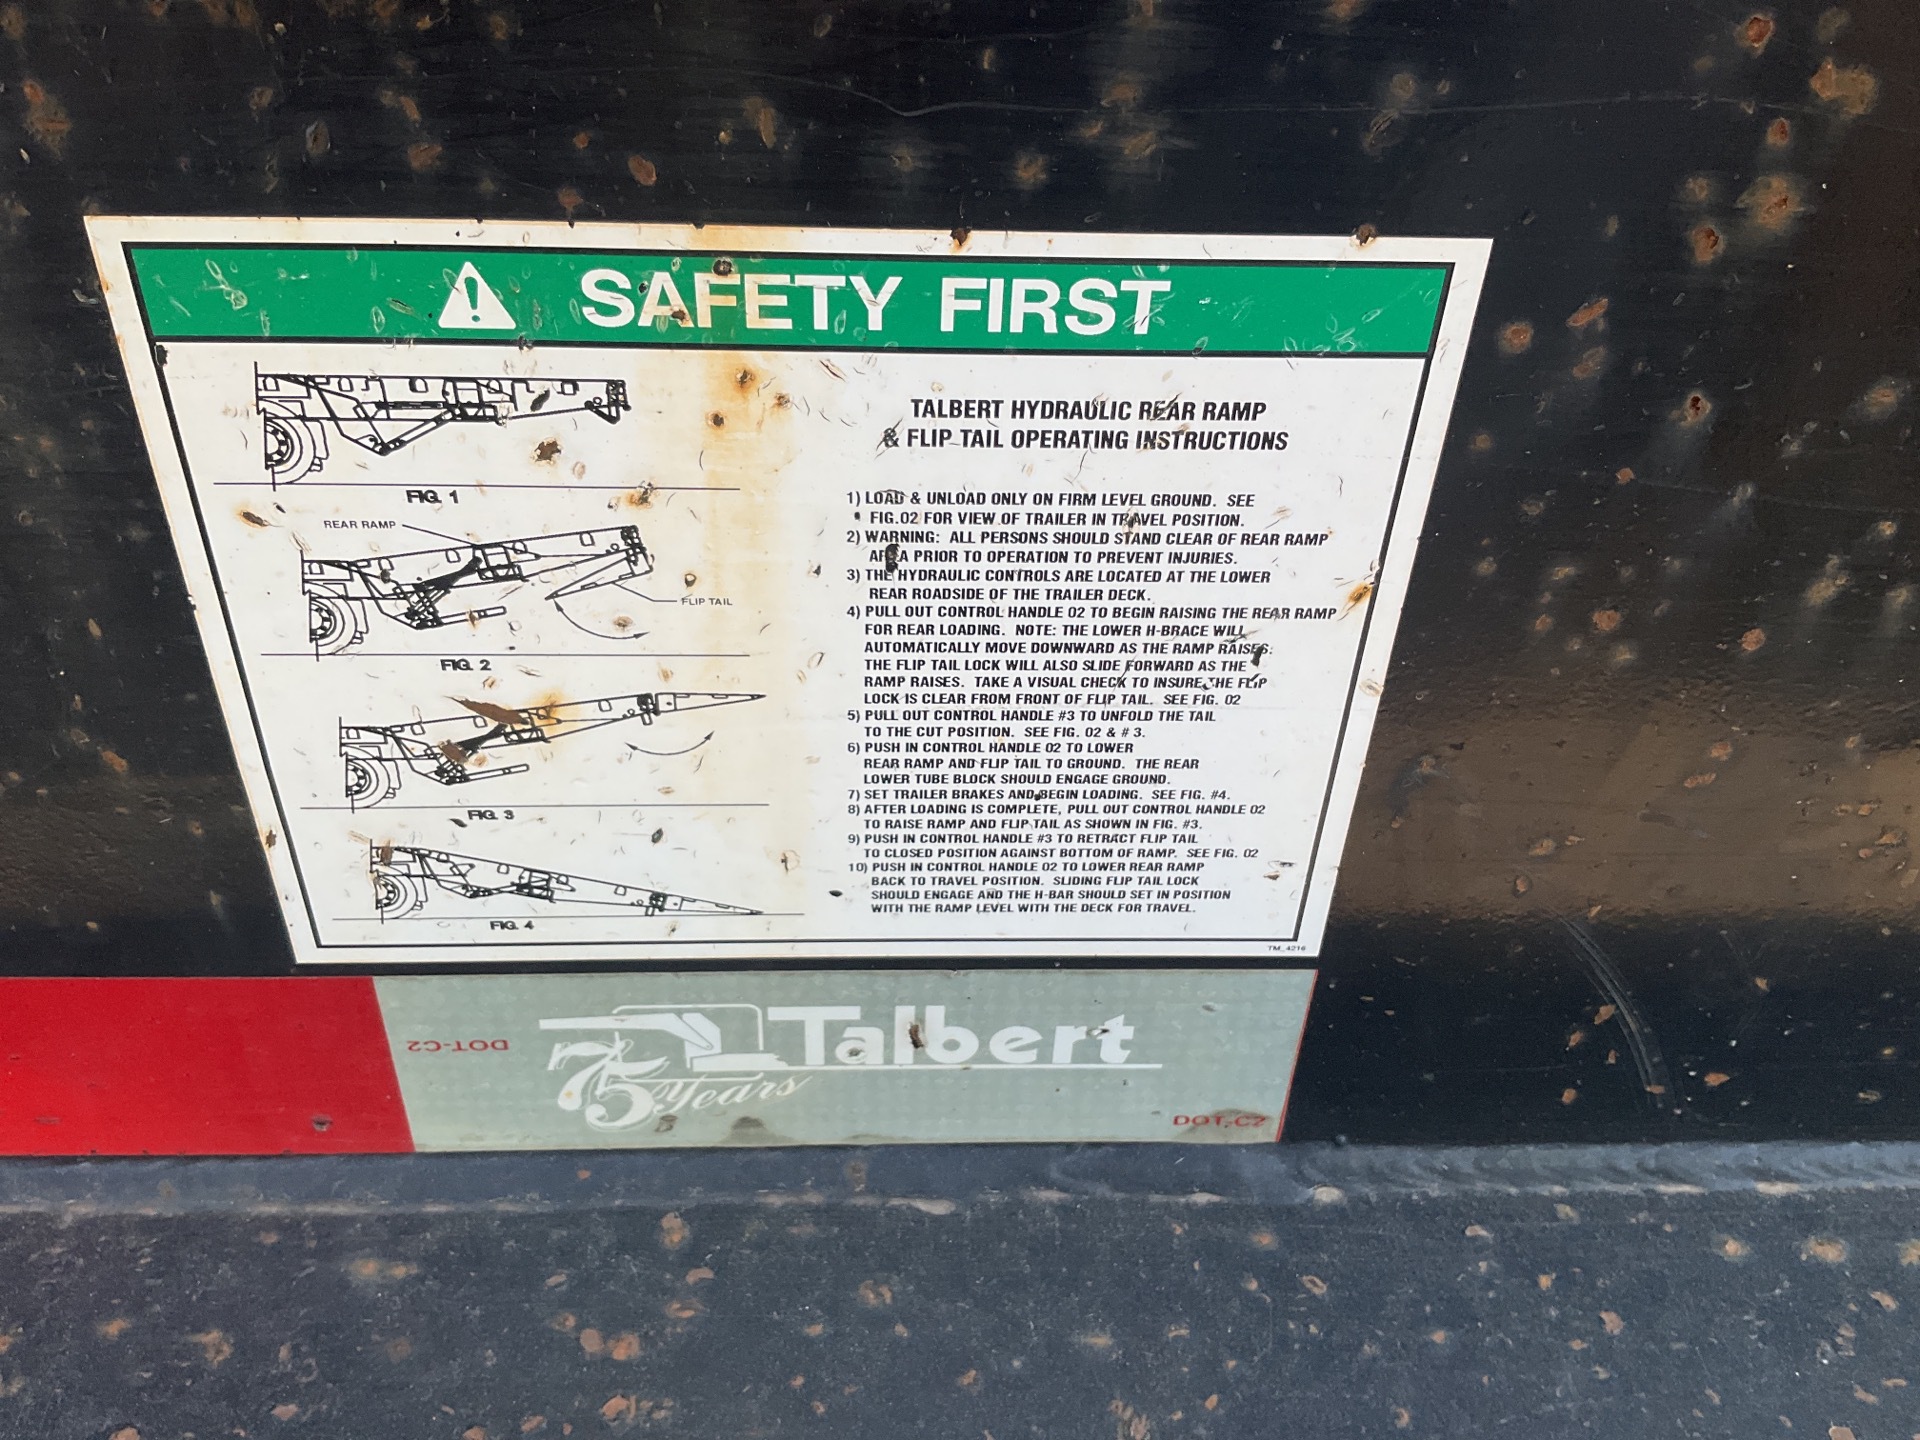 SAFETY FIRST
FIG. 1
REAR RAMP
FLIP TAIL
FIG. 2
FIG. 3
FIG. 4
TALBERT HYDRAULIC REAR RAMP
& FLIP TAIL OPERATING INSTRUCTIONS
1) LOAD & UNLOAD ONLY ON FIRM LEVEL GROUND. SEE
FIG.02 FOR VIEW OF TRAILER IN TRAVEL POSITION.
2) WARNING: ALL PERSONS SHOULD STAND CLEAR OF REAR RAMP
AREA PRIOR TO OPERATION TO PREVENT INJURIES.
3) THE HYDRAULIC CONTROLS ARE LOCATED AT THE LOWER
REAR ROADSIDE OF THE TRAILER DECK.
4) PULL OUT CONTROL HANDLE 02 TO BEGIN RAISING THE REAR RAMP
FOR REAR LOADING. NOTE: THE LOWER H-BRACE WILL
AUTOMATICALLY MOVE DOWNWARD AS THE RAMP RAISES.
THE FLIP TAIL LOCK WILL ALSO SLIDE FORWARD AS THE
RAMP RAISES. TAKE A VISUAL CHECK TO INSURE THE FLIP
LOCK IS CLEAR FROM FRONT OF FLIP TAIL. SEE FIG. 02
5) PULL OUT CONTROL HANDLE #3 TO UNFOLD THE TAIL
TO THE CUT POSITION. SEE FIG. 02 & # 3.
6) PUSH IN CONTROL HANDLE 02 TO LOWER
REAR RAMP AND FLIP TAIL TO GROUND. THE REAR
LOWER TUBE BLOCK SHOULD ENGAGE GROUND.
7) SET TRAILER BRAKES AND BEGIN LOADING. SEE FIG. #4.
8) AFTER LOADING IS COMPLETE, PULL OUT CONTROL HANDLE 02
TO RAISE RAMP AND FLIP TAIL AS SHOWN IN FIG. #3.
9) PUSH IN CONTROL HANDLE #3 TO RETRACT FLIP TAIL
TO CLOSED POSITION AGAINST BOTTOM OF RAMP. SEE FIG. 02
10) PUSH IN CONTROL HANDLE 02 TO LOWER REAR RAMP
BACK TO TRAVEL POSITION. SLIDING FLIP TAIL LOCK
SHOULD ENGAGE AND THE H-BAR SHOULD SET IN POSITION
WITH THE RAMP LEVEL WITH THE DECK FOR TRAVEL.
TM_4216
DOT-C2
75 Years Talbert
DOT-C2